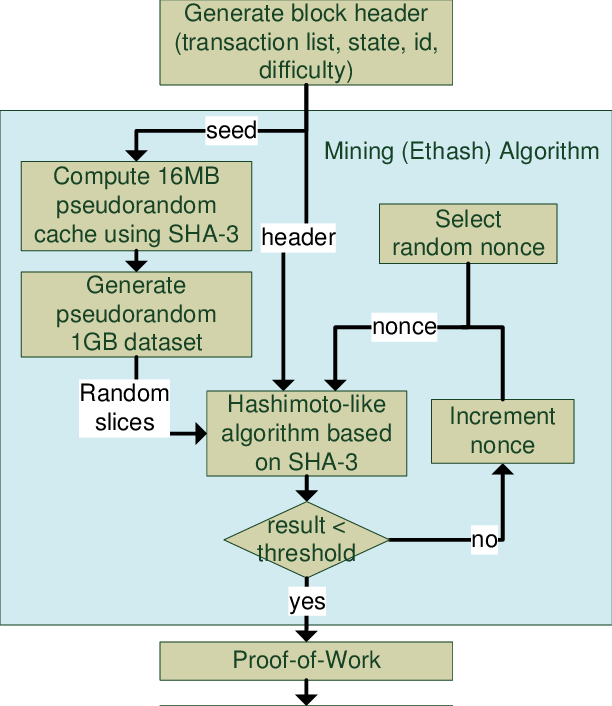 Generate block header
(transaction list, state, id,
difficulty)
seed
Mining (Ethash) Algorithm
Compute 16MB
pseudorandom
cache using SHA-3
header
Select
random nonce
Generate
pseudorandom
1GB dataset
nonce
Random
slices
Hashimoto-like
algorithm based
on SHA-3
Increment
nonce
result <
threshold
no
yes
Proof-of-Work